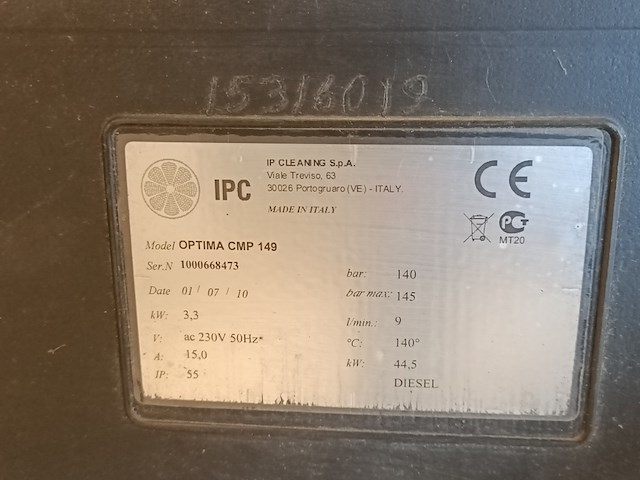 15316019
IP CLEANING S.p.A.
Viale Treviso, 63
30026 Portogruaro (VE) - ITALY.
IPC
MADE IN ITALY
CE
MT20
Model OPTIMA CMP 149
Ser.N 1000668473
Date 01/ 07 / 10
kW: 3,3
V: ac 230V 50Hz*
A: 15,0
IP: 55
bar: 140
bar max: 145
l/min.: 9
°C: 140°
kW: 44,5
DIESEL